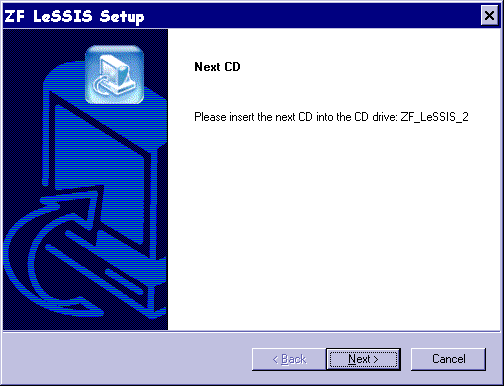 ZF LeSSIS Setup
Next CD
Please insert the next CD into the CD drive: ZF_LeSSIS_2
< Back
Next >
Cancel